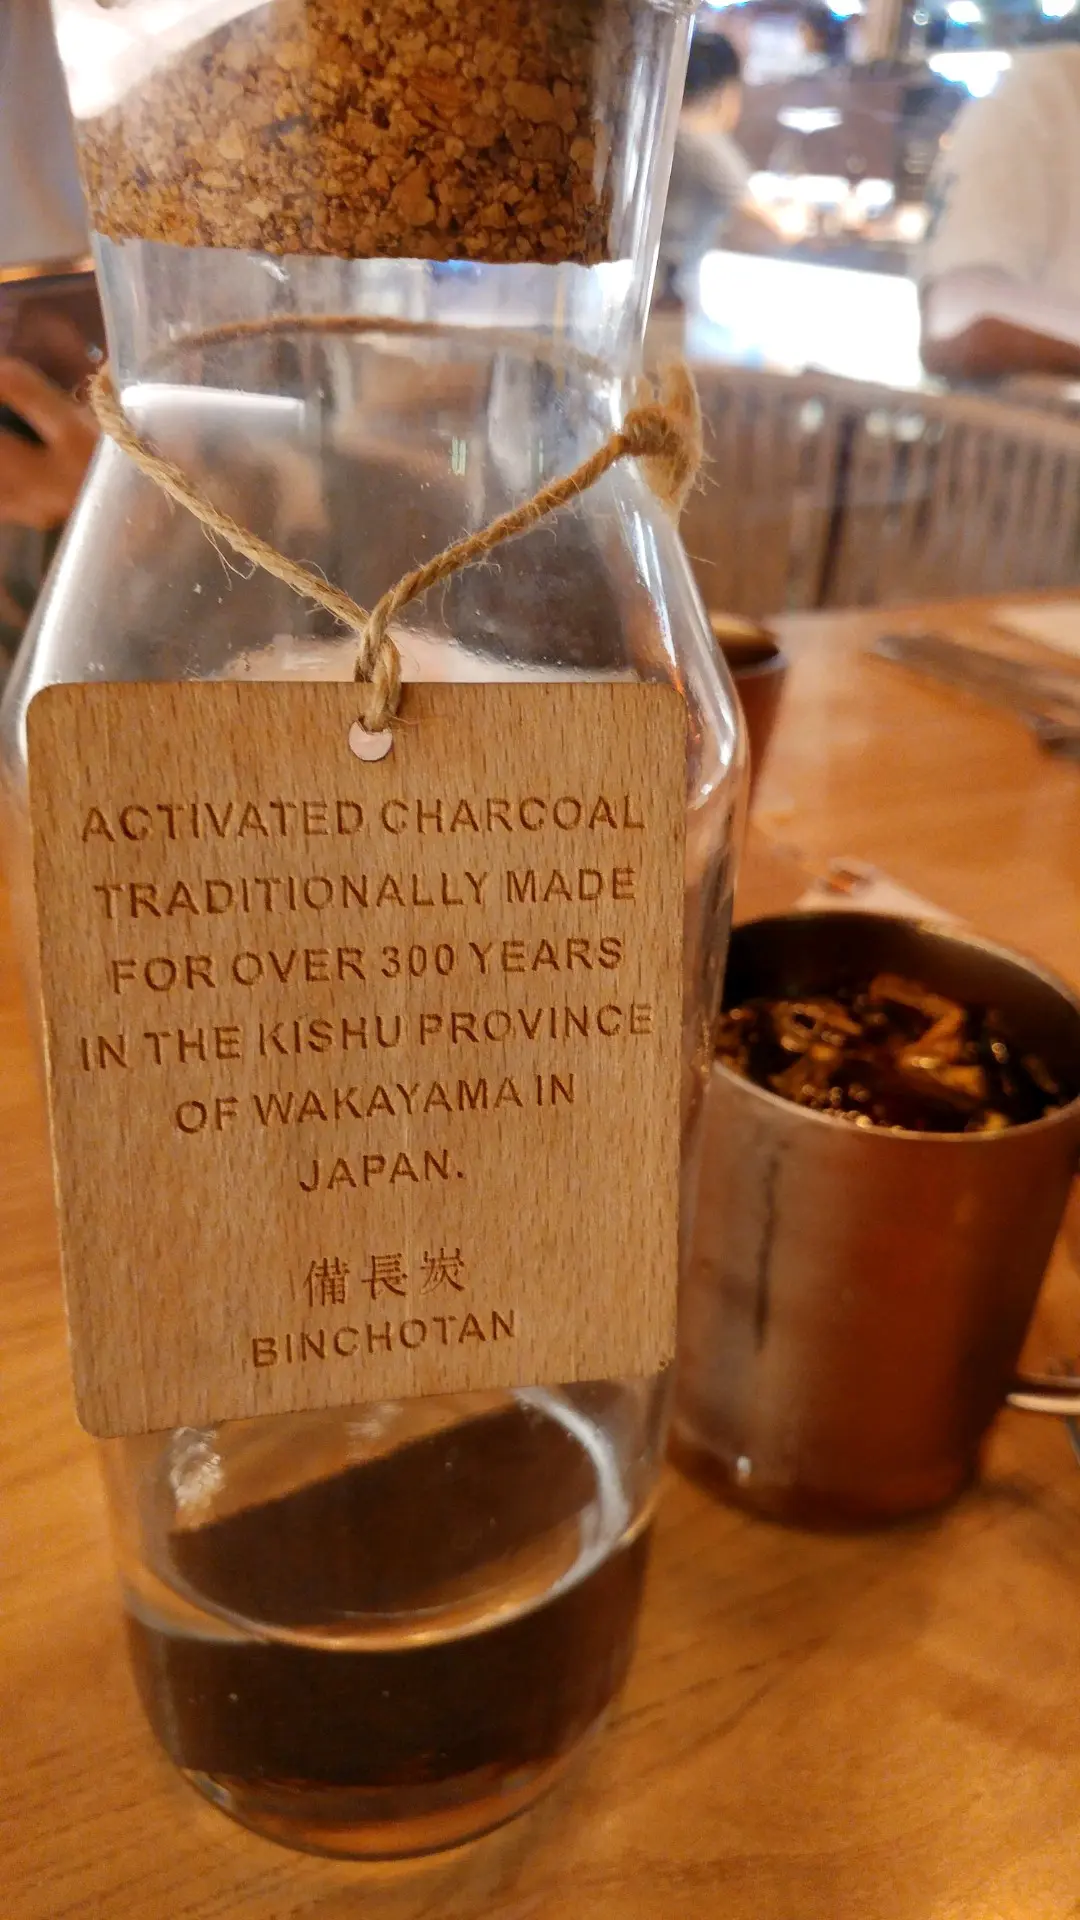 ACTIVATED CHARCOAL
TRADITIONALLY MADE
FOR OVER 300 YEARS
IN THE KISHU PROVINCE
OF WAKAYAMA IN
JAPAN.
備長炭
BINCHOTAN